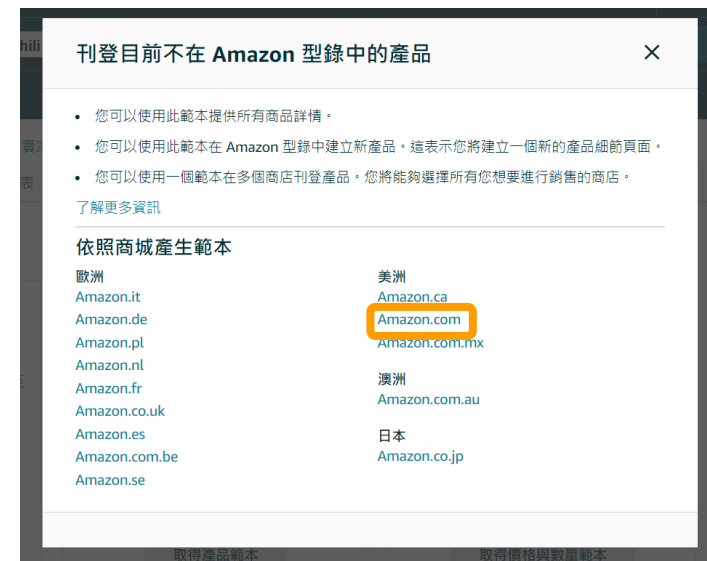 刊登目前不在 Amazon 型錄中的產品
您可以使用此範本提供所有商品詳情。
您可以使用此範本在 Amazon 型錄中建立新產品。這表示您將建立一個新的產品細節頁面。
您可以使用一個範本在多個商店刊登產品。您將能夠選擇所有您想要進行銷售的商店。
了解更多資訊
依照商城產生範本
歐洲
Amazon.it
Amazon.de
Amazon.pl
Amazon.nl
Amazon.fr
Amazon.co.uk
Amazon.es
Amazon.com.be
Amazon.se
美洲
Amazon.ca
Amazon.com
Amazon.com.mx
澳洲
Amazon.com.au
日本
Amazon.co.jp
取得產品範本
取得價格與數量範本